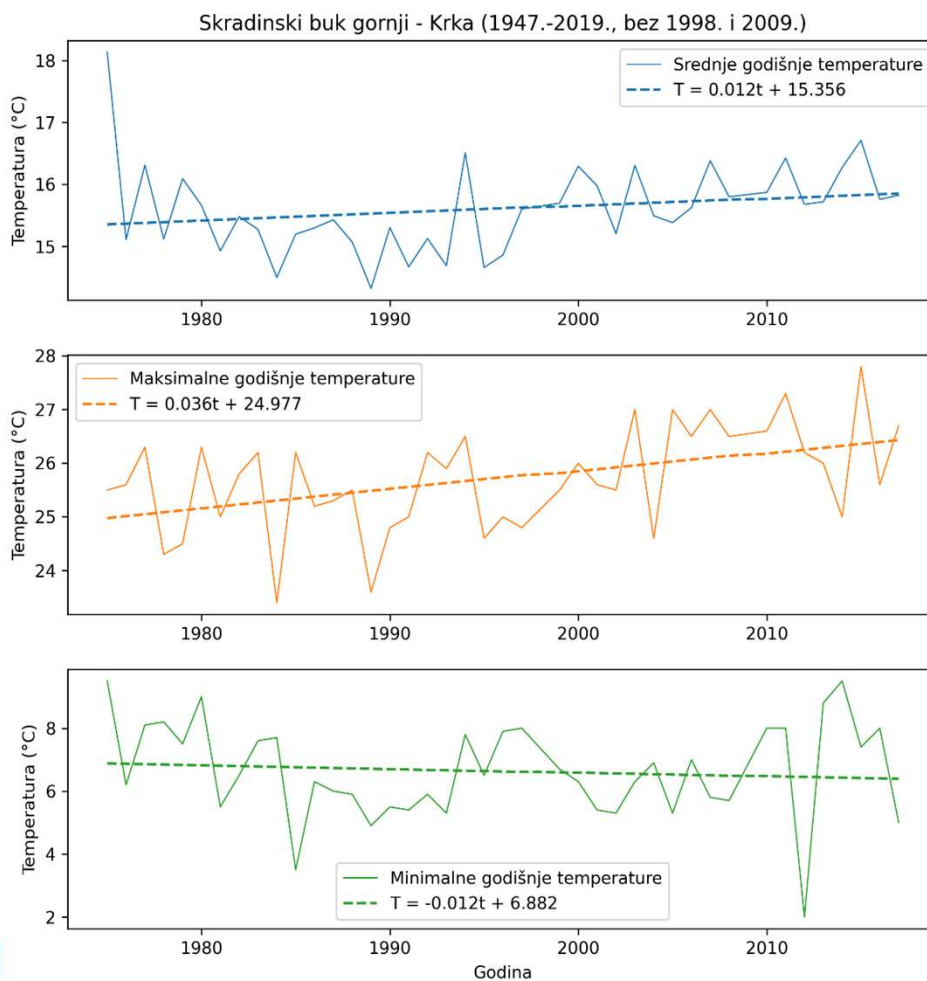 Skradinski buk gornji - Krka (1947.-2019., bez 1998. i 2009.)
Temperatura (°C)
18
17
16
15
Srednje godišnje temperature
T = 0.012t + 15.356
1980
1990
2000
2010
Temperatura (°C)
28
27
26
25
24
Maksimalne godišnje temperature
T = 0.036t + 24.977
1980
1990
2000
2010
Temperatura (°C)
8
6
4
2
Minimalne godišnje temperature
T = -0.012t + 6.882
1980
1990
2000
2010
Godina